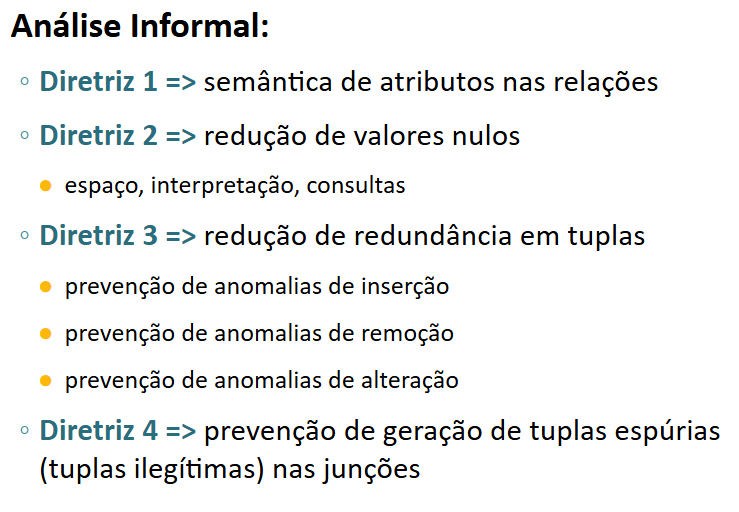 Análise Informal:
◦ Diretriz 1 => semântica de atributos nas relações
◦ Diretriz 2 => redução de valores nulos
● espaço, interpretação, consultas
◦ Diretriz 3 => redução de redundância em tuplas
● prevenção de anomalias de inserção
● prevenção de anomalias de remoção
● prevenção de anomalias de alteração
◦ Diretriz 4 => prevenção de geração de tuplas espúrias
(tuplas ilegítimas) nas junções